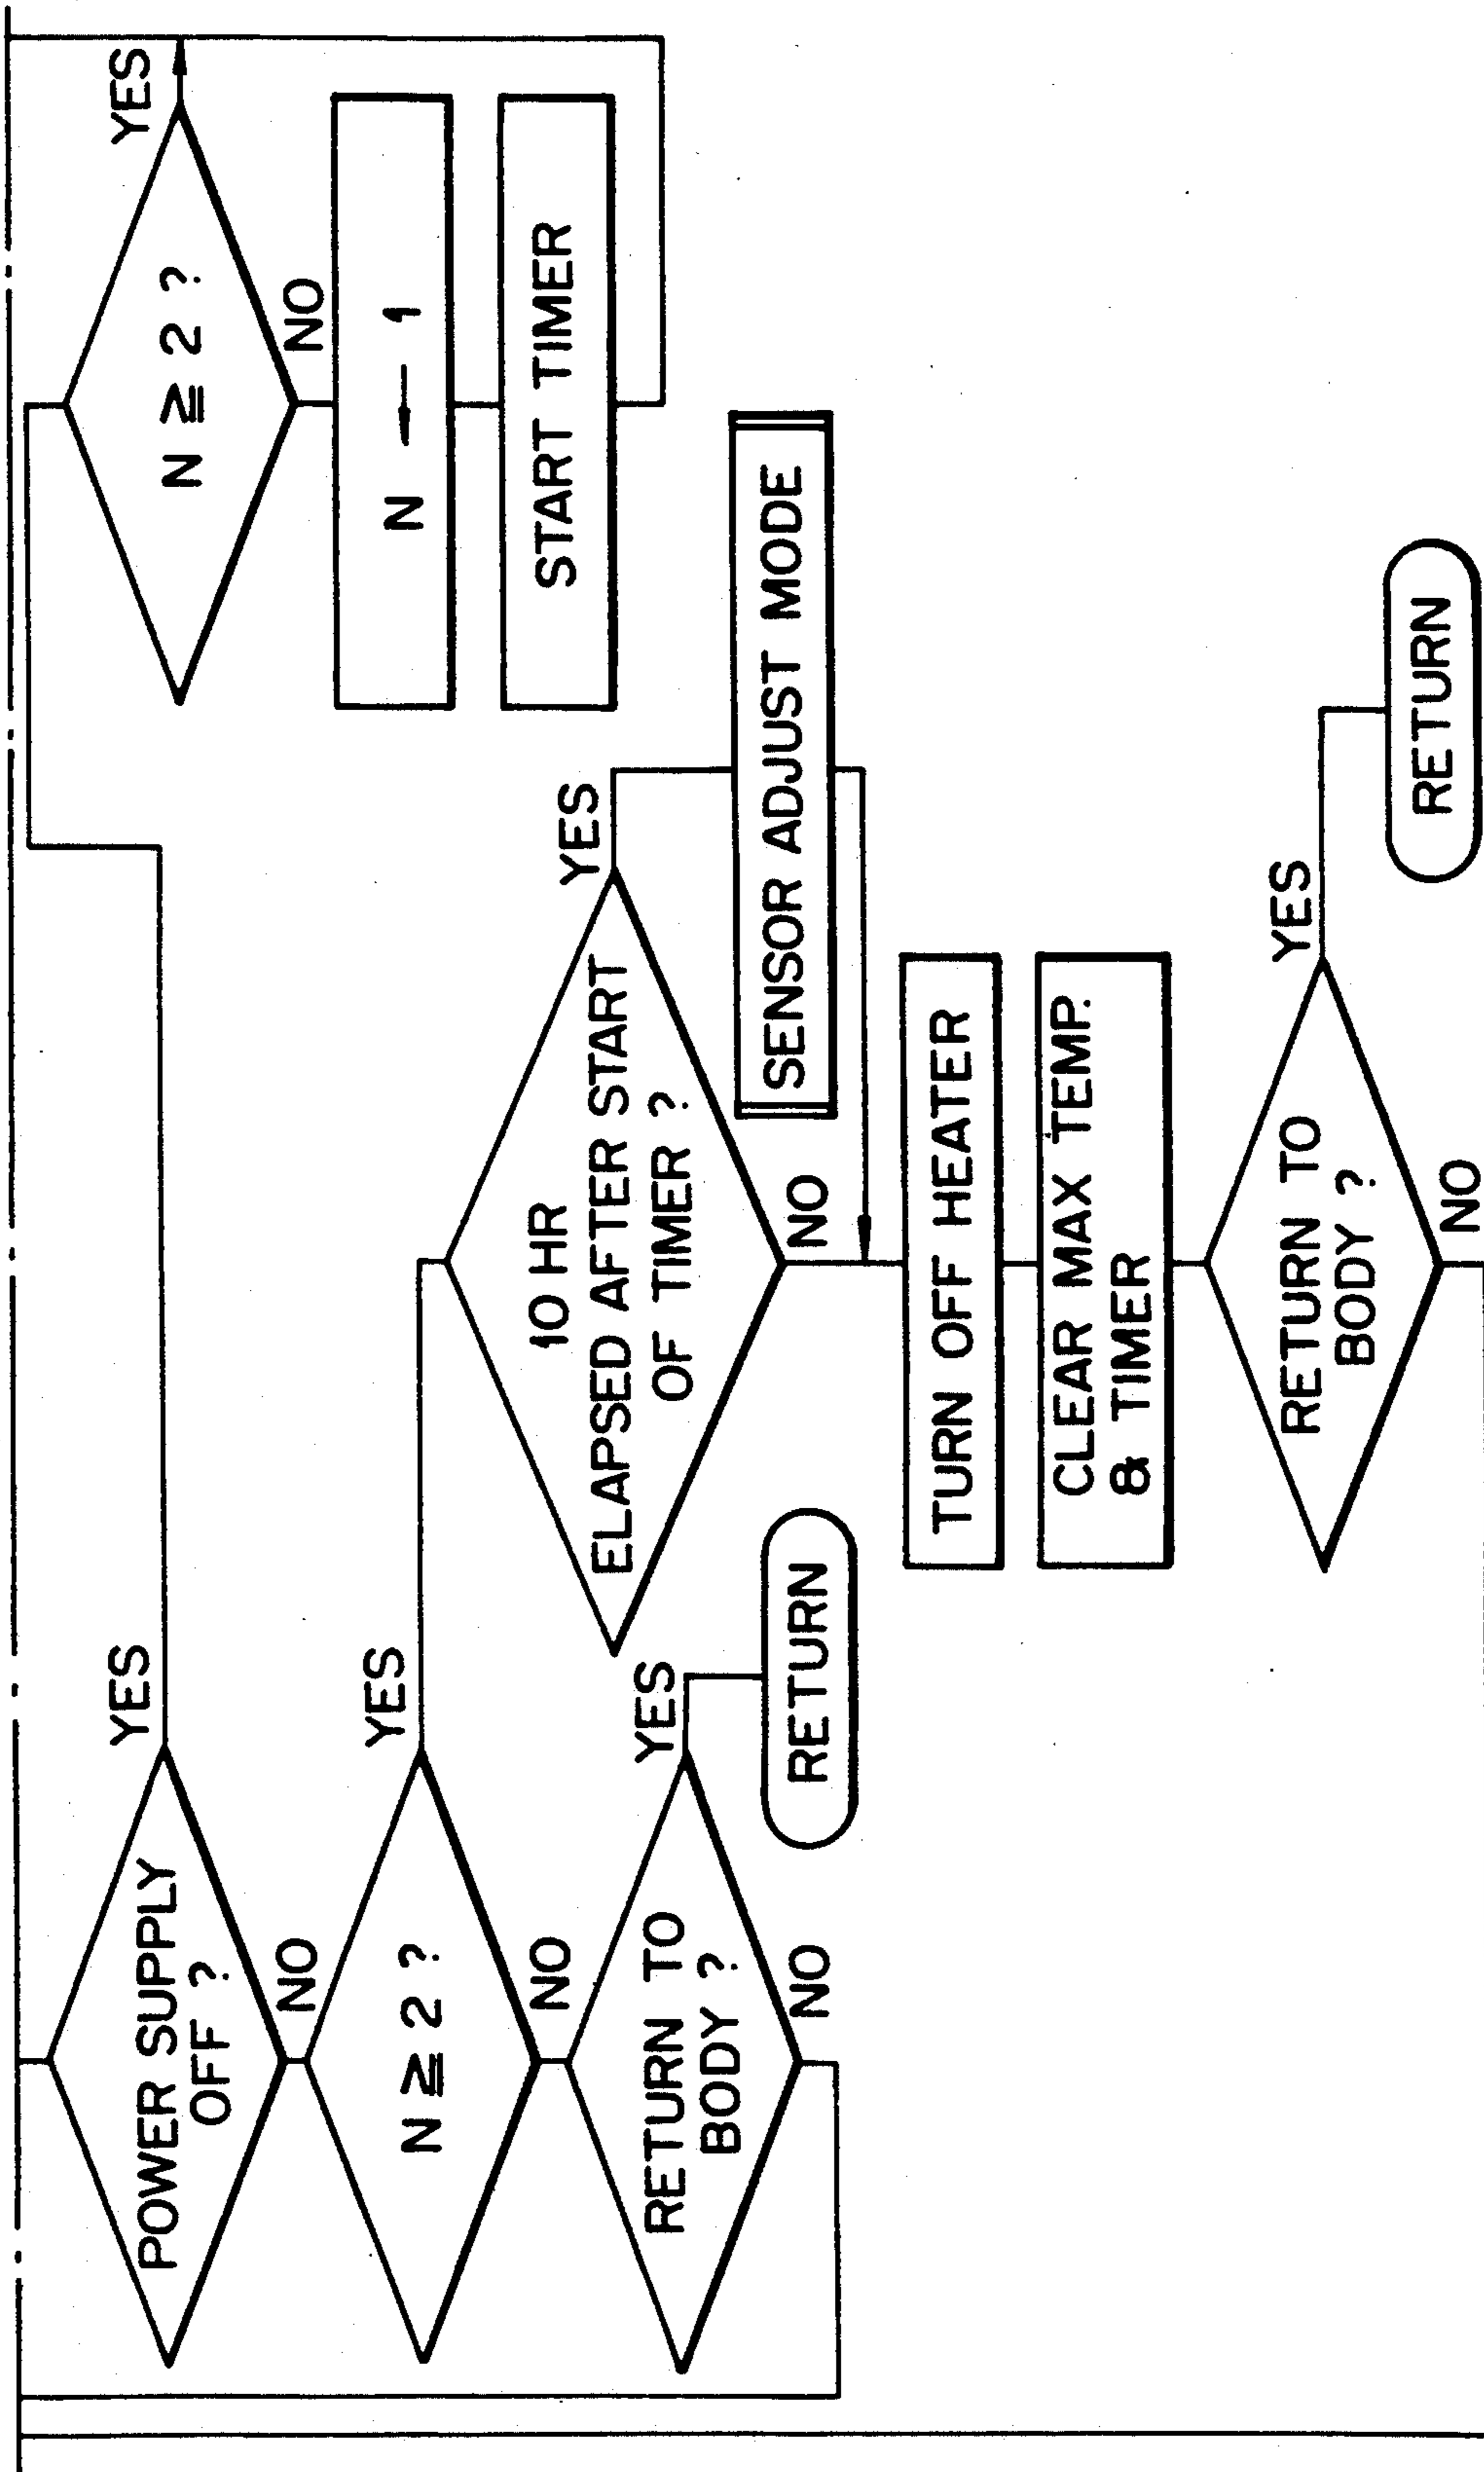 POWER SUPPLY
OFF ?
YES
NO
N ≧ 2 ?
YES
NO
RETURN TO
BODY ?
YES
NO
RETURN
10 HR
ELAPSED AFTER START
OF TIMER ?
YES
NO
SENSOR ADJUST MODE
TURN OFF HEATER
CLEAR MAX TEMP.
& TIMER
RETURN TO
BODY ?
YES
NO
RETURN
N ≧ 2 ?
YES
NO
N ← 1
START TIMER